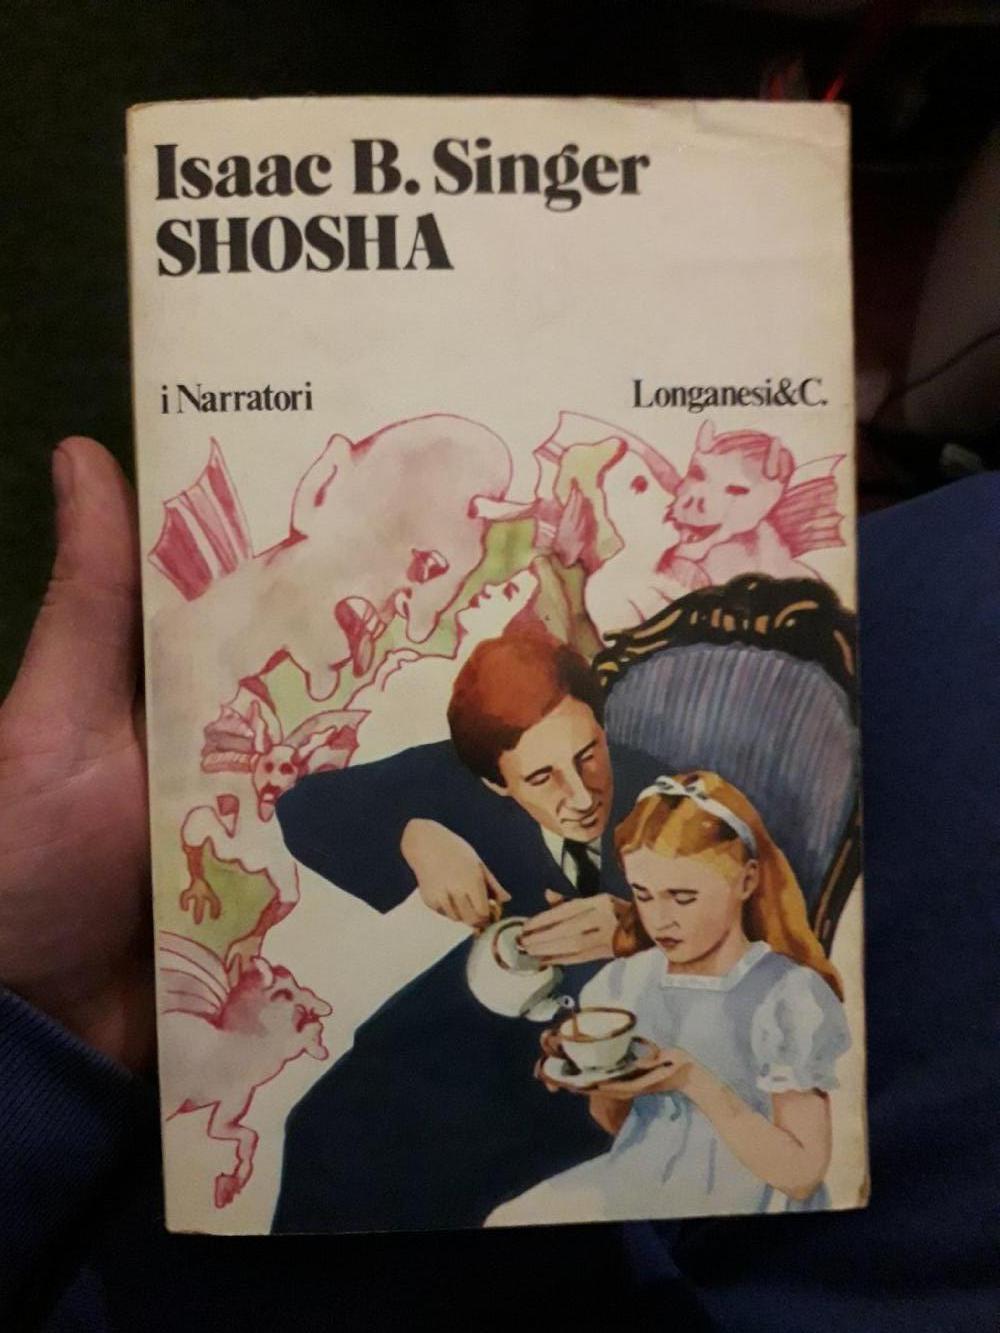 Isaac B. Singer
SHOSHA
i Narratori
Longanesi&C.